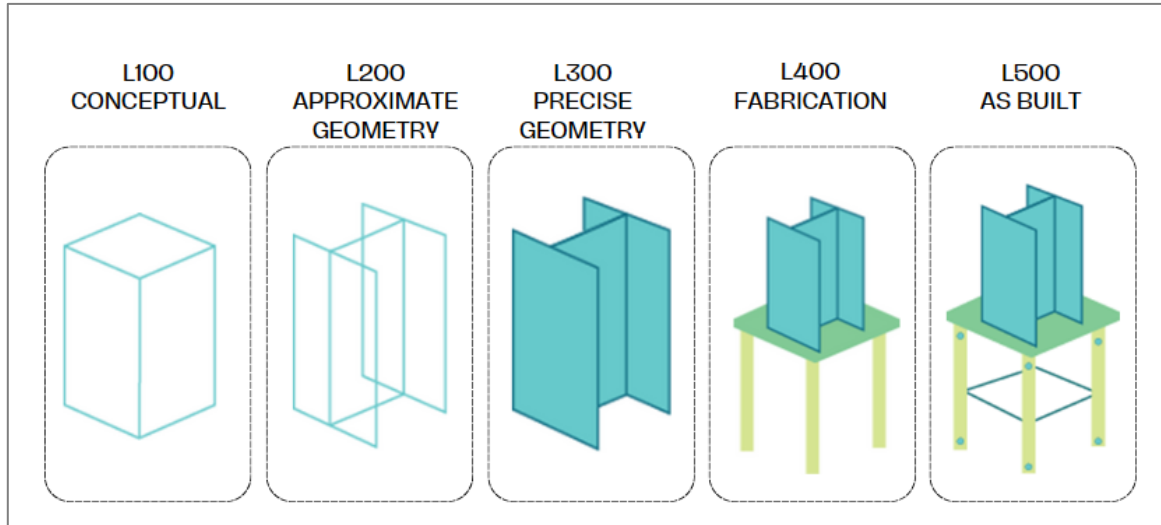 L100
CONCEPTUAL
L200
APPROXIMATE
GEOMETRY
L300
PRECISE
GEOMETRY
L400
FABRICATION
L500
AS BUILT